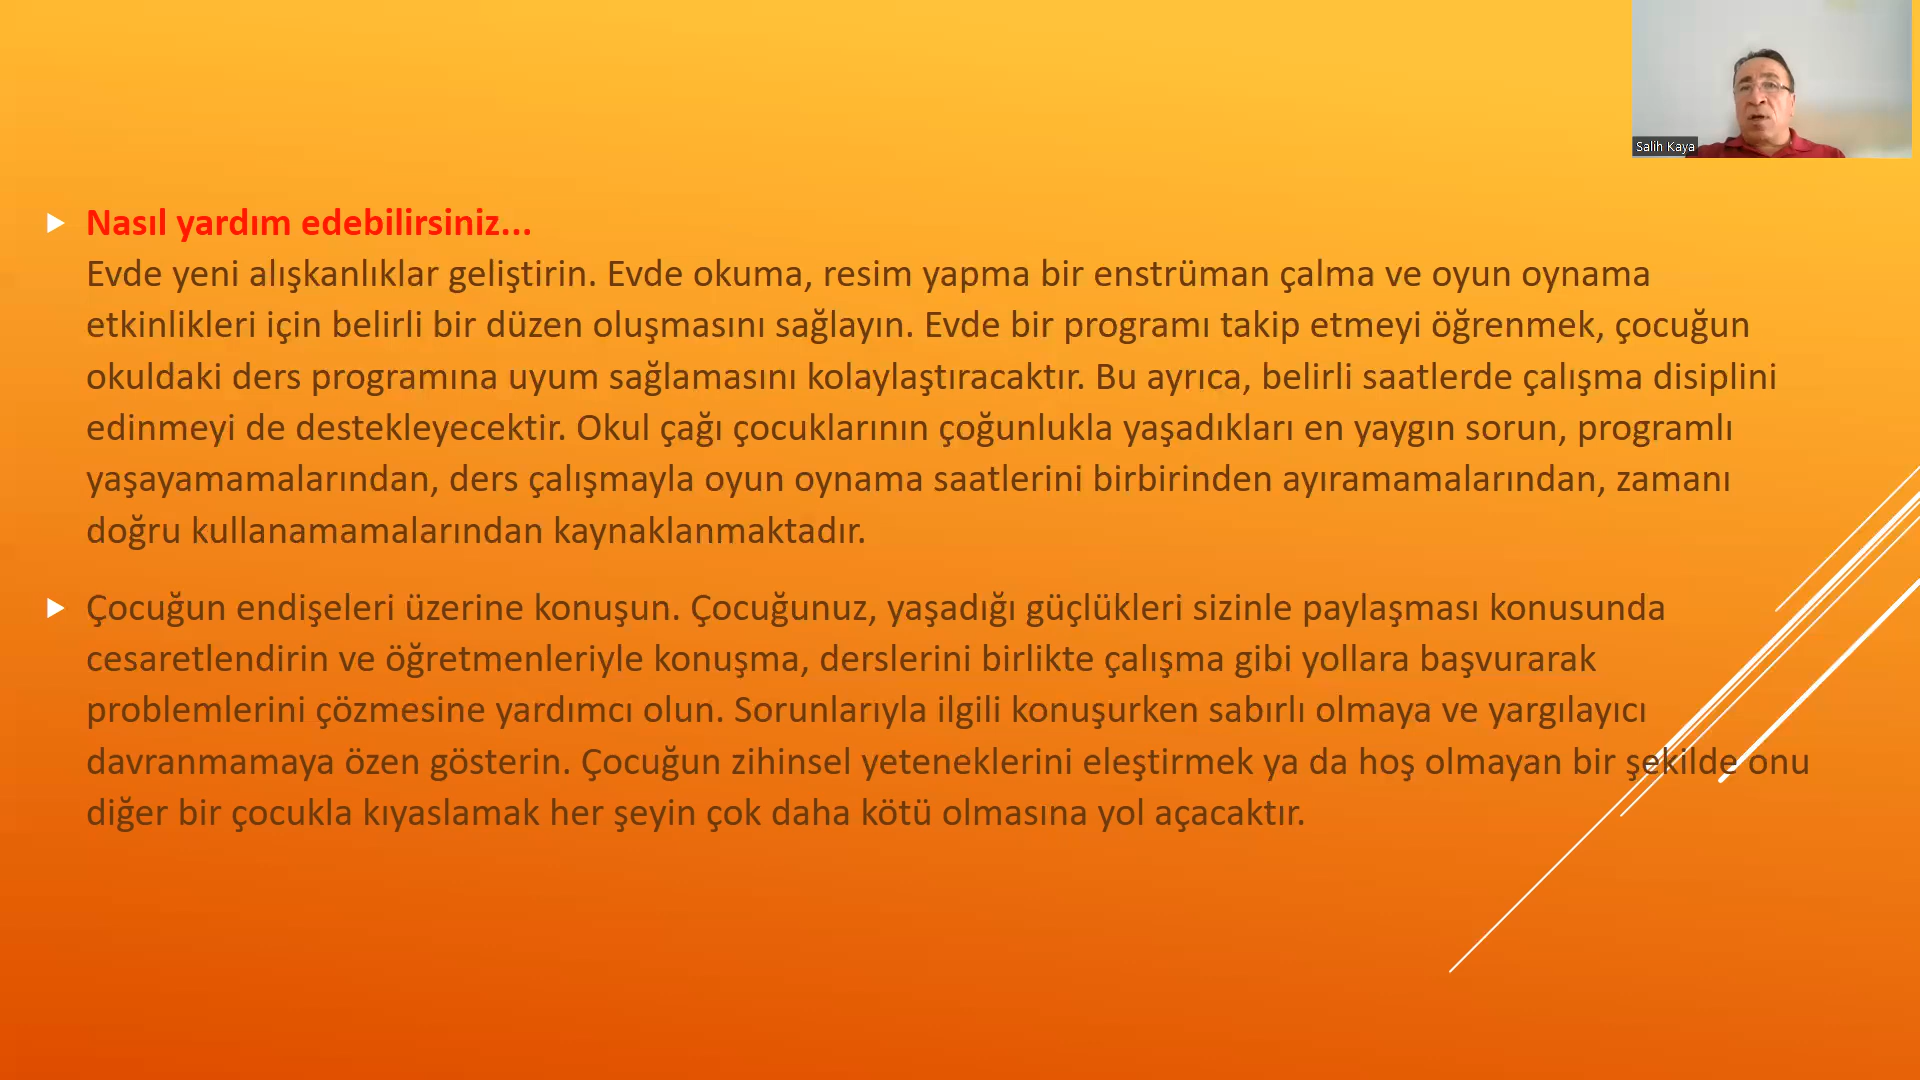 Salih Kaya
Nasıl yardım edebilirsiniz...
Evde yeni alışkanlıklar geliştirin. Evde okuma, resim yapma bir enstrüman çalma ve oyun oynama
etkinlikleri için belirli bir düzen oluşmasını sağlayın. Evde bir programı takip etmeyi öğrenmek, çocuğun
okuldaki ders programına uyum sağlamasını kolaylaştıracaktır. Bu ayrıca, belirli saatlerde çalışma disiplini
edinmeyi de destekleyecektir. Okul çağı çocuklarının çoğunlukla yaşadıkları en yaygın sorun, programlı
yaşayamamalarından, ders çalışmayla oyun oynama saatlerini birbirinden ayıramamalarından, zamanı
doğru kullanamamalarından kaynaklanmaktadır.
Çocuğun endişeleri üzerine konuşun. Çocuğunuz, yaşadığı güçlükleri sizinle paylaşması konusunda
cesaretlendirin ve öğretmenleriyle konuşma, derslerini birlikte çalışma gibi yollara başvurarak
problemlerini çözmesine yardımcı olun. Sorunlarıyla ilgili konuşurken sabırlı olmaya ve yargılayıcı
davranmamaya özen gösterin. Çocuğun zihinsel yeteneklerini eleştirmek ya da hoş olmayan bir şekilde onu
diğer bir çocukla kıyaslamak her şeyin çok daha kötü olmasına yol açacaktır.